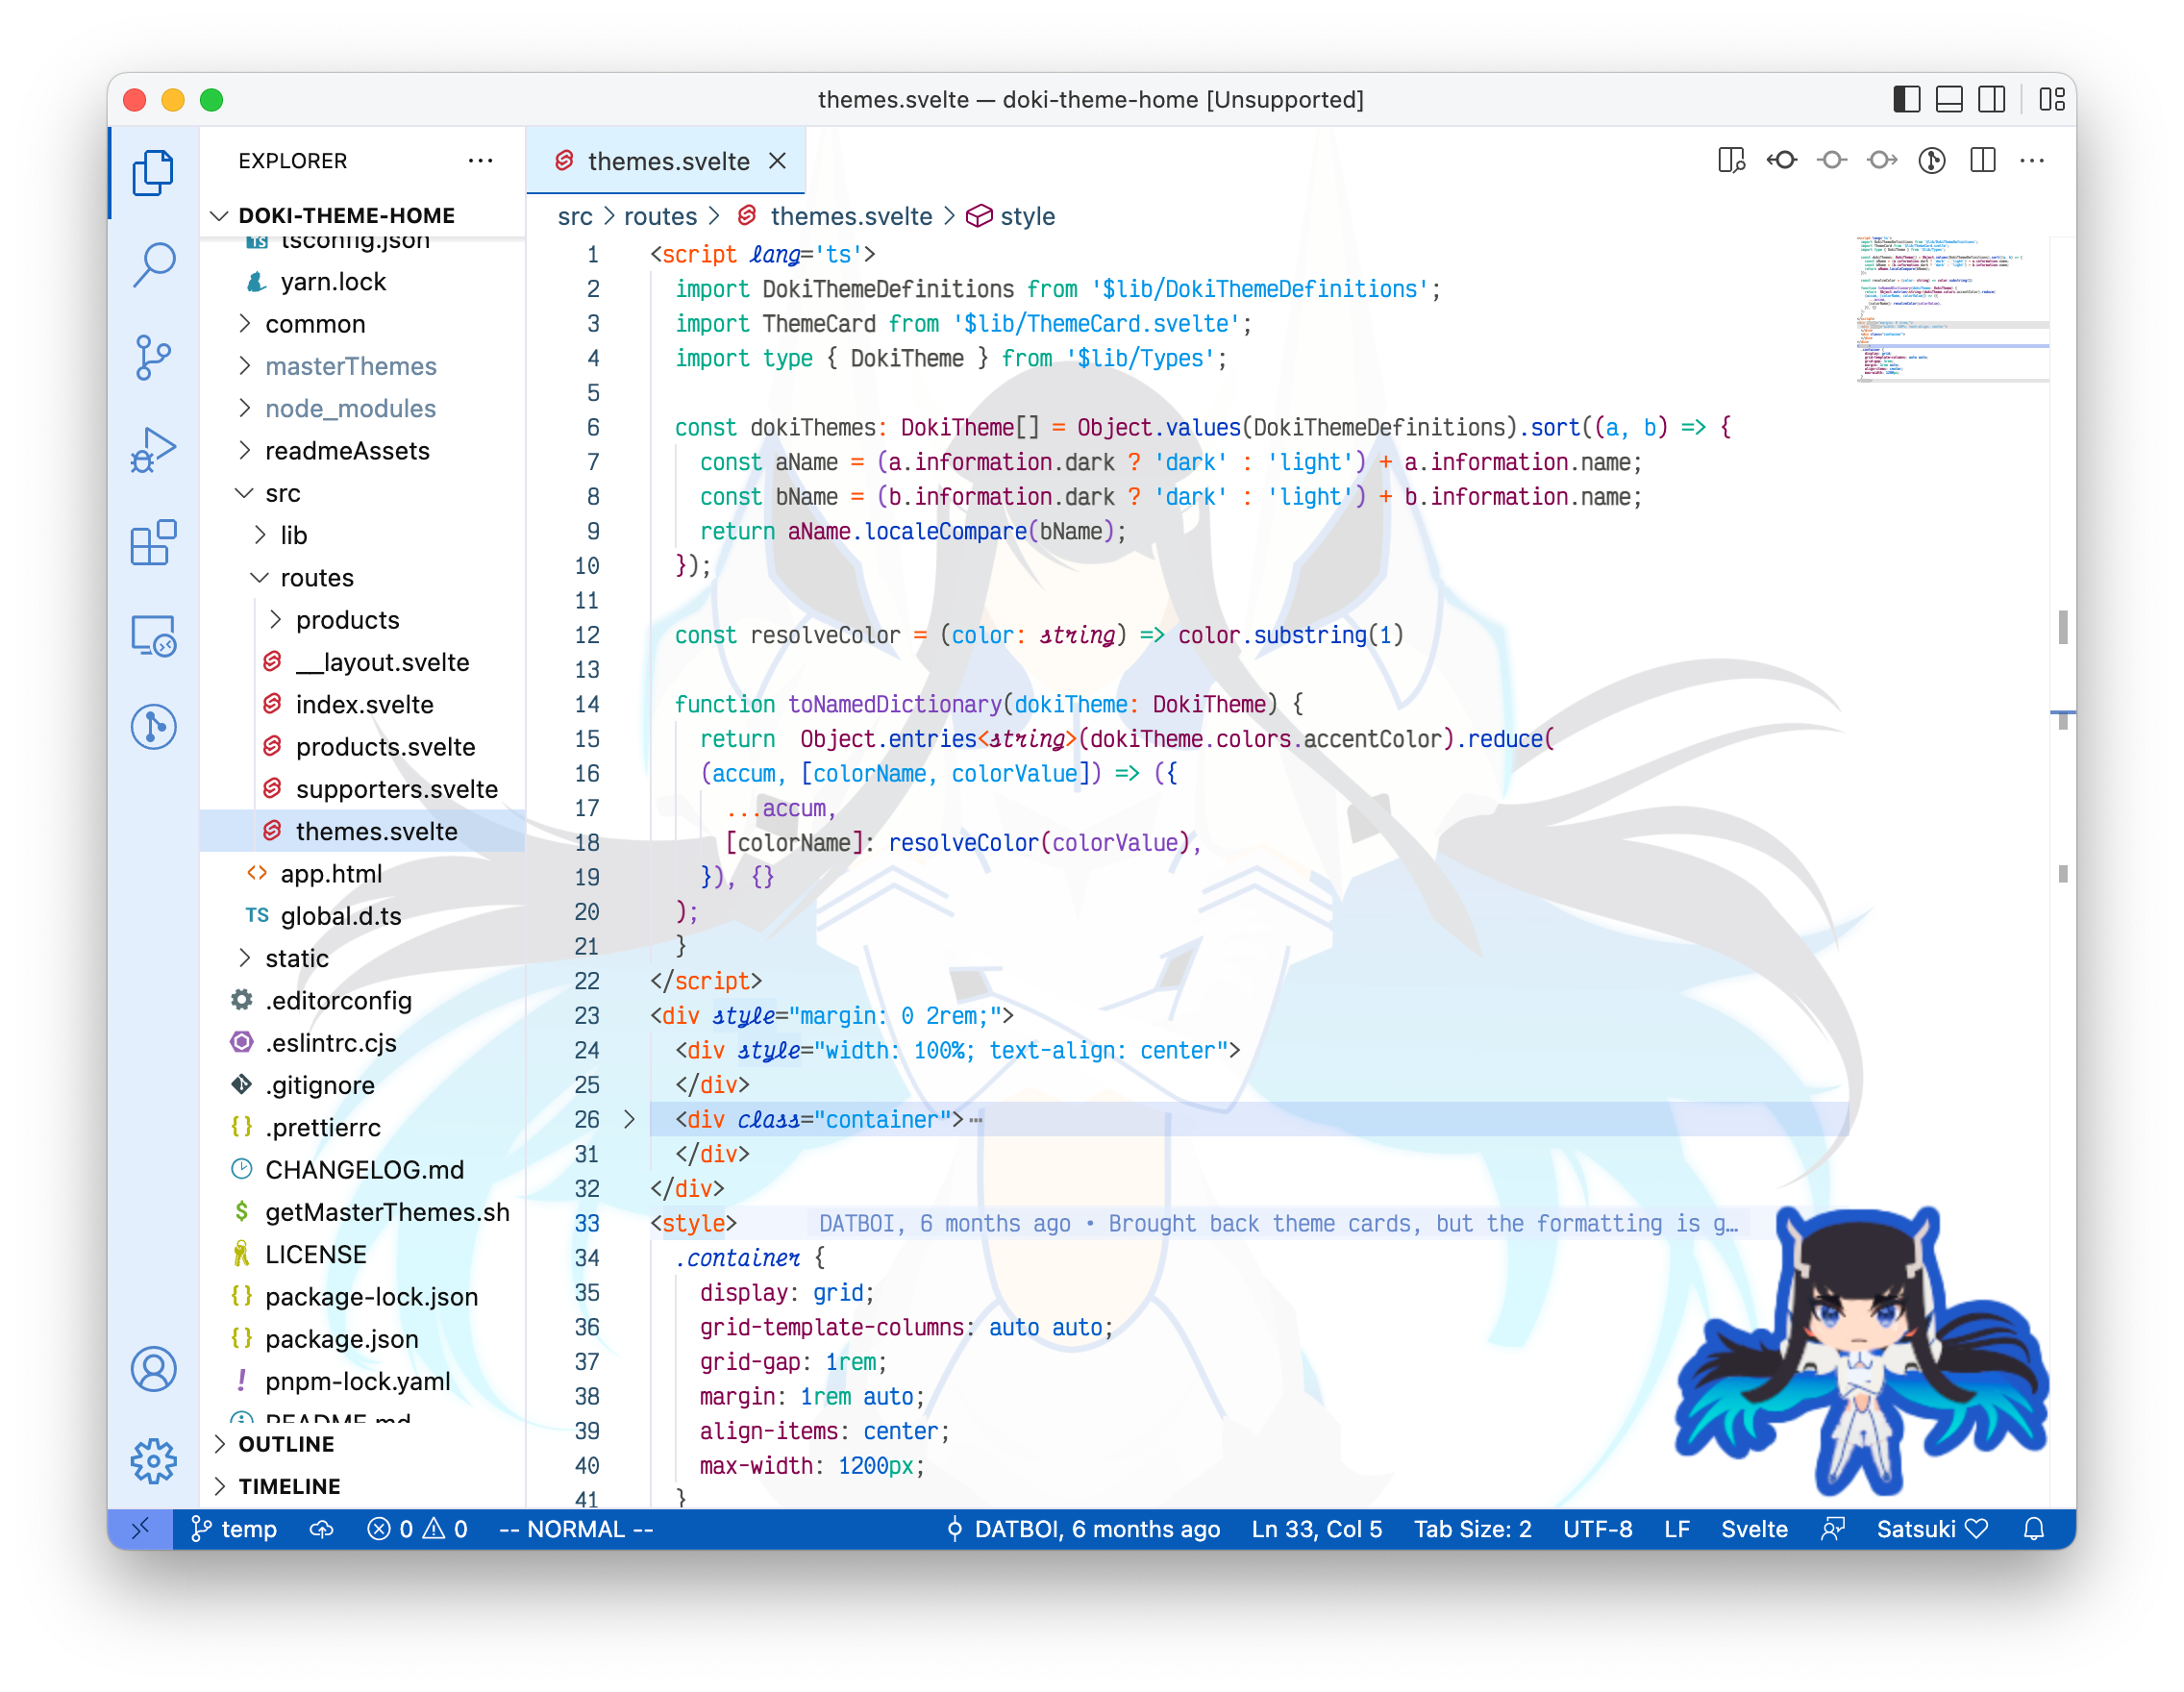 themes.svelte — doki-theme-home [Unsupported]
EXPLORER
DOKI-THEME-HOME
tsconfig.json
yarn.lock
common
masterThemes
node_modules
readmeAssets
src
lib
routes
products
__layout.svelte
index.svelte
products.svelte
supporters.svelte
themes.svelte
app.html
TS global.d.ts
static
.editorconfig
.eslintrc.cjs
.gitignore
.prettierrc
CHANGELOG.md
getMasterThemes.sh
LICENSE
package-lock.json
package.json
pnpm-lock.yaml
README.md
OUTLINE
TIMELINE
themes.svelte
src > routes > themes.svelte > style
1 <script lang='ts'>
2 import DokiThemeDefinitions from '$lib/DokiThemeDefinitions';
3 import ThemeCard from '$lib/ThemeCard.svelte';
4 import type { DokiTheme } from '$lib/Types';
5
6 const dokiThemes: DokiTheme[] = Object.values(DokiThemeDefinitions).sort((a, b) => {
7 const aName = (a.information.dark ? 'dark' : 'light') + a.information.name;
8 const bName = (b.information.dark ? 'dark' : 'light') + b.information.name;
9 return aName.localeCompare(bName);
10 });
11
12 const resolveColor = (color: string) => color.substring(1)
13
14 function toNamedDictionary(dokiTheme: DokiTheme) {
15 return  Object.entries<string>(dokiTheme.colors.accentColor).reduce(
16 (accum, [colorName, colorValue]) => ({
17 ...accum,
18 [colorName]: resolveColor(colorValue),
19 }), {}
20 );
21 }
22 </script>
23 <div style="margin: 0 2rem;">
24 <div style="width: 100%; text-align: center">
25 </div>
26 <div class="container">⋯
31 </div>
32 </div>
33 <style> DATBOI, 6 months ago • Brought back theme cards, but the formatting is g…
34 .container {
35 display: grid;
36 grid-template-columns: auto auto;
37 grid-gap: 1rem;
38 margin: 1rem auto;
39 align-items: center;
40 max-width: 1200px;
41 }
temp 0 0 -- NORMAL -- DATBOI, 6 months ago Ln 33, Col 5 Tab Size: 2 UTF-8 LF Svelte Satsuki ♡